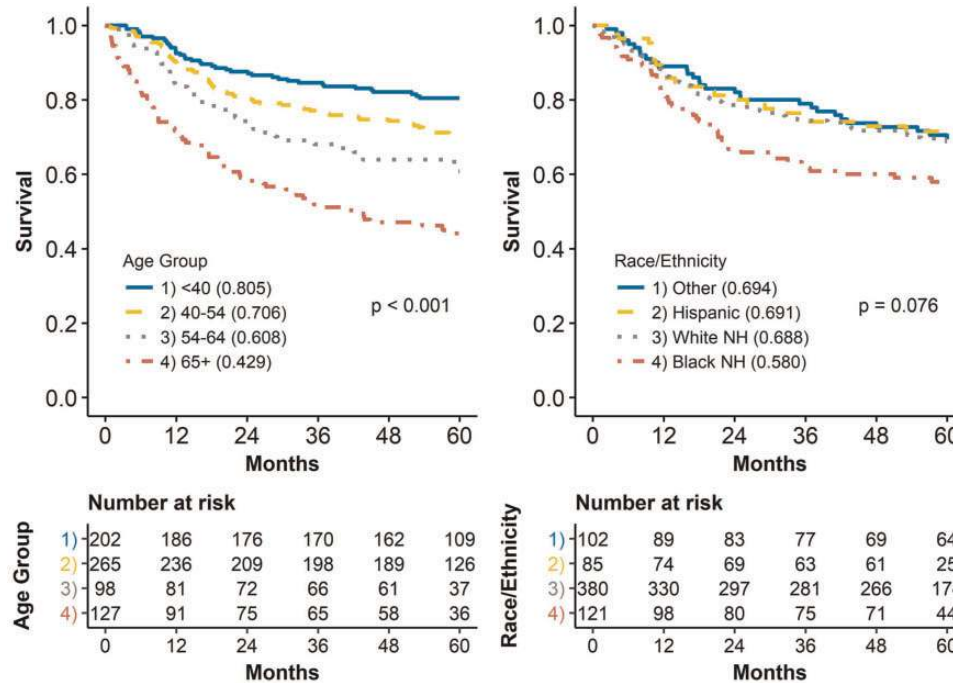 1.0
0.8
0.6
0.4
0.2
0.0
Survival
Age Group
1) <40 (0.805)
2) 40-54 (0.706)
3) 54-64 (0.608)
4) 65+ (0.429)
p < 0.001
0 12 24 36 48 60
Months
1.0
0.8
0.6
0.4
0.2
0.0
Survival
Race/Ethnicity
1) Other (0.694)
2) Hispanic (0.691)
3) White NH (0.688)
4) Black NH (0.580)
p = 0.076
0 12 24 36 48 60
Months
Number at risk
Age Group
1) 202 186 176 170 162 109
2) 265 236 209 198 189 126
3) 98 81 72 66 61 37
4) 127 91 75 65 58 36
0 12 24 36 48 60
Months
Number at risk
Race/Ethnicity
1) 102 89 83 77 69 64
2) 85 74 69 63 61 25
3) 380 330 297 281 266
4) 121 98 80 75 71 44
0 12 24 36 48 60
Months